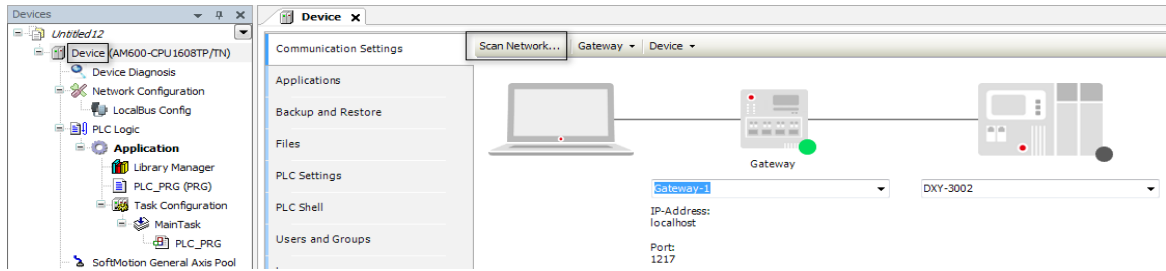 Devices
Untitled12
Device (AM600-CPU1608TP/TN)
Device Diagnosis
Network Configuration
LocalBus Config
PLC Logic
Application
Library Manager
PLC_PRG (PRG)
Task Configuration
MainTask
PLC_PRG
SoftMotion General Axis Pool
Device
Communication Settings
Applications
Backup and Restore
Files
PLC Settings
PLC Shell
Users and Groups
Scan Network... Gateway Device
Gateway
Gateway-1 DXY-3002
IP-Address:
localhost
Port:
1217